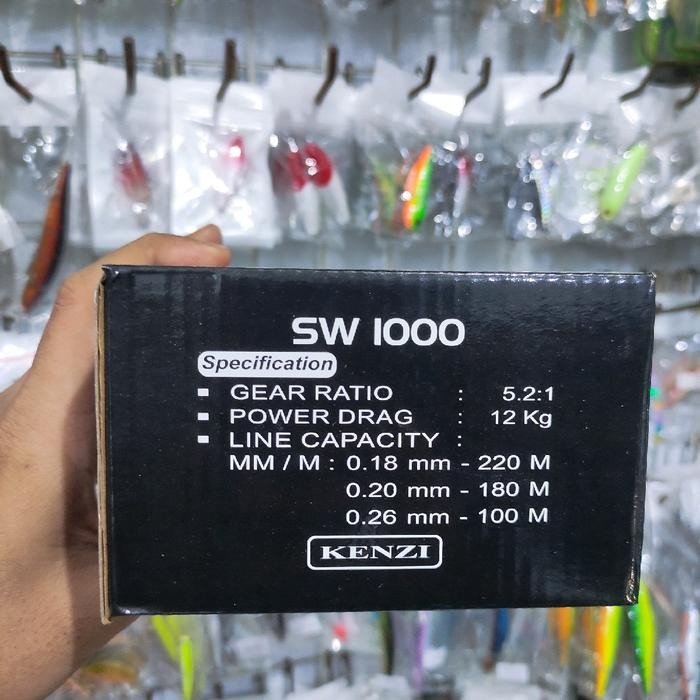 SW 1000
Specification
▪ GEAR RATIO : 5.2:1
▪ POWER DRAG : 12 Kg
▪ LINE CAPACITY :
MM / M : 0.18 mm - 220 M
0.20 mm - 180 M
0.26 mm - 100 M
KENZI